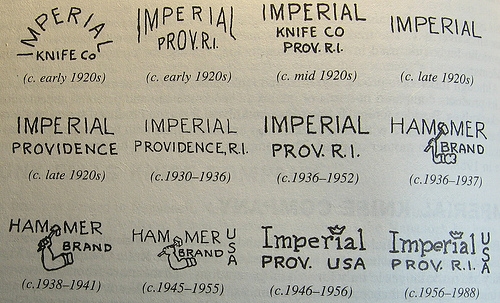 IMPERIAL
KNIFE CO
(c. early 1920s)
IMPERIAL
PROV.R.I.
(c. early 1920s)
IMPERIAL
KNIFE CO
PROV. R.I.
(c. mid 1920s)
IMPERIAL
(c. late 1920s)
IMPERIAL
PROVIDENCE
(c. late 1920s)
IMPERIAL
PROVIDENCE, R.I.
(c.1930–1936)
IMPERIAL
PROV. R.I.
(c.1936–1952)
HAMMER
BRAND
(c.1936–1937)
HAMMER
BRAND
(c.1938–1941)
HAMMER
BRAND
USA
(c.1945–1955)
Imperial
PROV. USA
(c.1946–1956)
Imperial
PROV. R.I.
USA
(c.1956–1988)